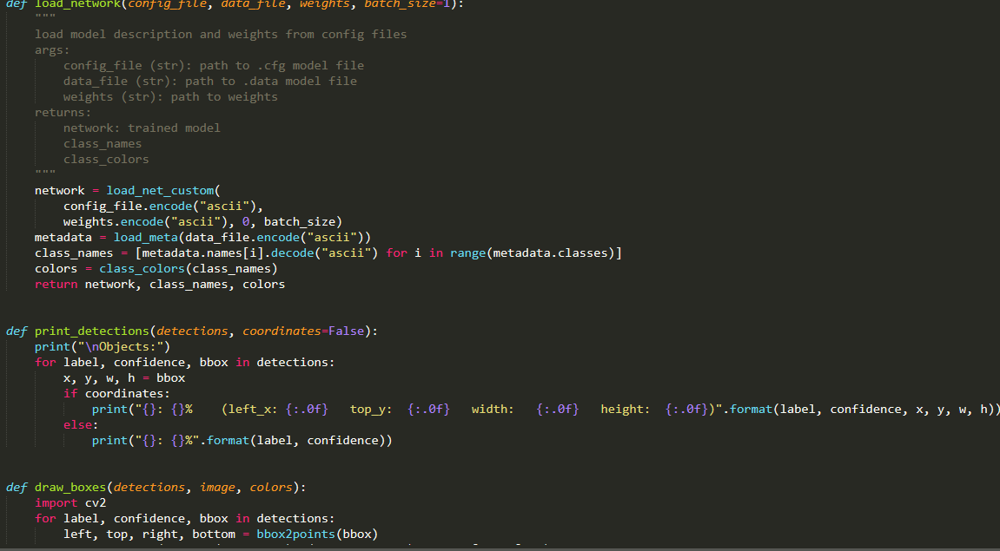 def load_network(config_file, data_file, weights, batch_size=1):
    """
    load model description and weights from config files
    args:
        config_file (str): path to .cfg model file
        data_file (str): path to .data model file
        weights (str): path to weights
    returns:
        network: trained model
        class_names
        class_colors
    """
    network = load_net_custom(
        config_file.encode("ascii"),
        weights.encode("ascii"), 0, batch_size)
    metadata = load_meta(data_file.encode("ascii"))
    class_names = [metadata.names[i].decode("ascii") for i in range(metadata.classes)]
    colors = class_colors(class_names)
    return network, class_names, colors
def print_detections(detections, coordinates=False):
    print("\nObjects:")
    for label, confidence, bbox in detections:
        x, y, w, h = bbox
        if coordinates:
            print("{}: {}%    (left_x: {:.0f}   top_y:  {:.0f}   width:   {:.0f}   height:  {:.0f})".format(label, confidence, x, y, w, h))
        else:
            print("{}: {}%".format(label, confidence))
def draw_boxes(detections, image, colors):
    import cv2
    for label, confidence, bbox in detections:
        left, top, right, bottom = bbox2points(bbox)